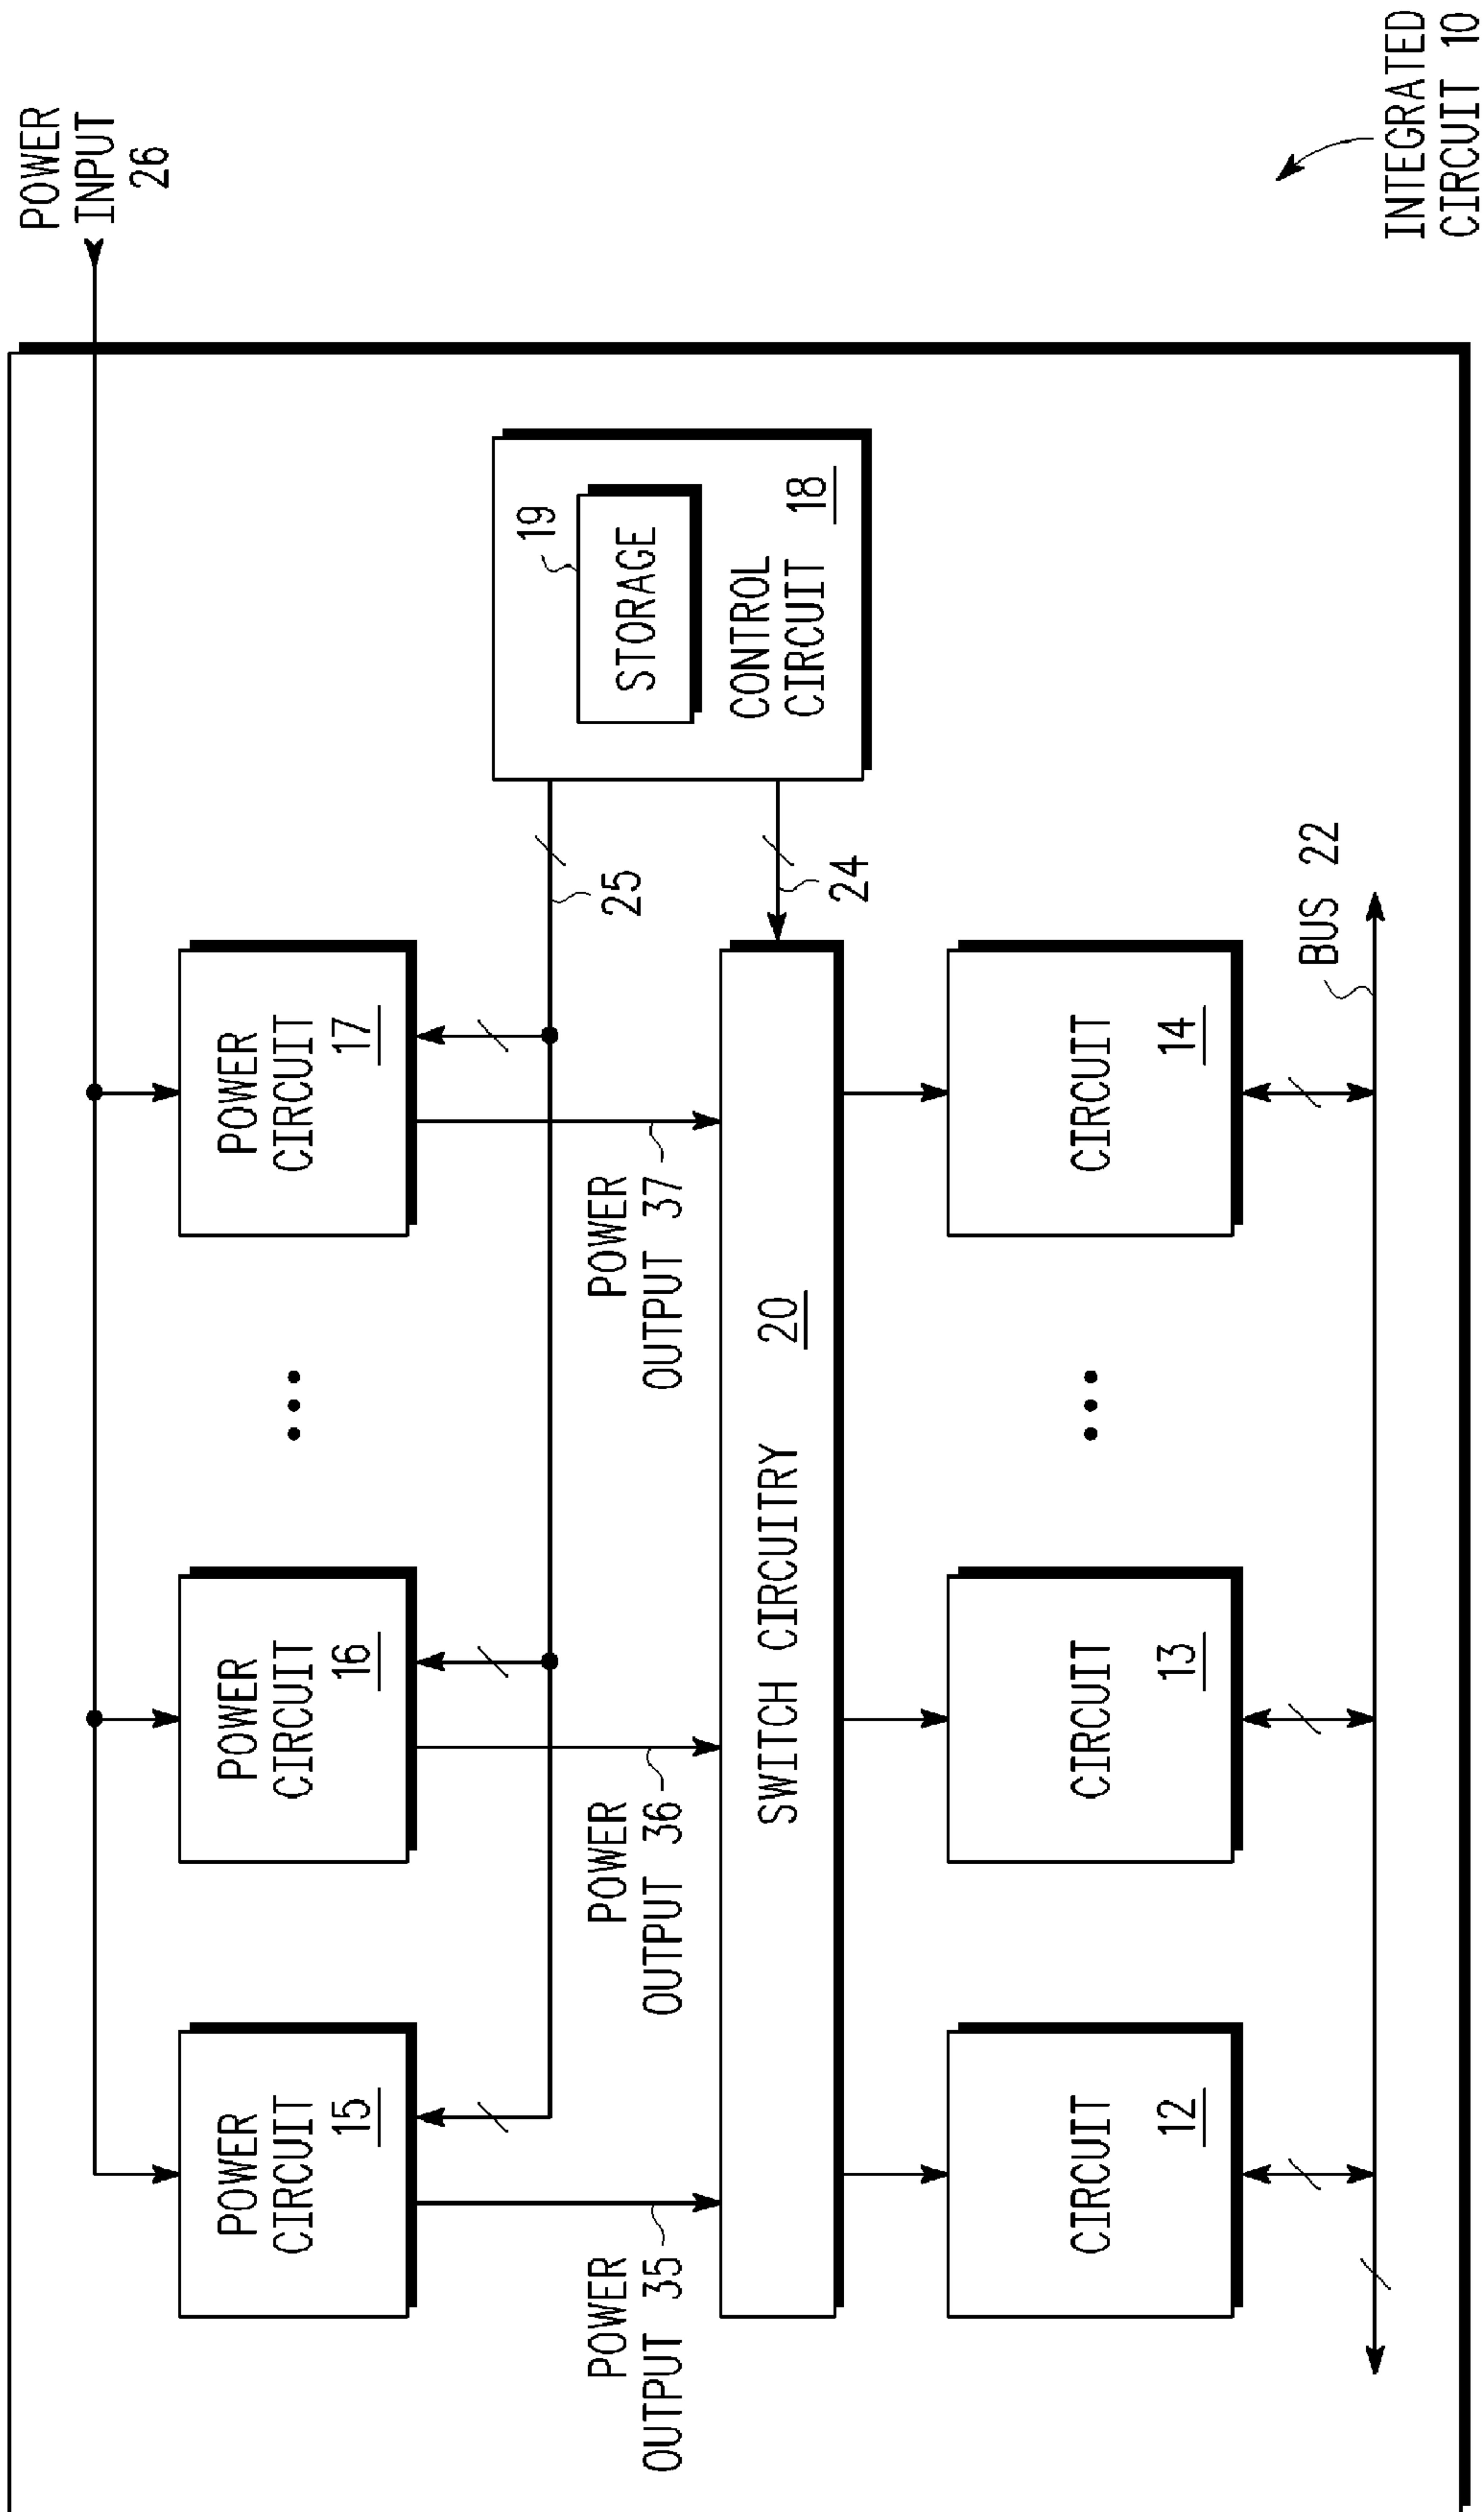 POWER
INPUT
26
POWER
CIRCUIT
15
POWER
CIRCUIT
16
POWER
CIRCUIT
17
19
STORAGE
CONTROL
CIRCUIT
18
25
24
POWER
OUTPUT 35
POWER
OUTPUT 36
POWER
OUTPUT 37
SWITCH CIRCUITRY 20
CIRCUIT
12
CIRCUIT
13
CIRCUIT
14
BUS 22
INTEGRATED
CIRCUIT 10